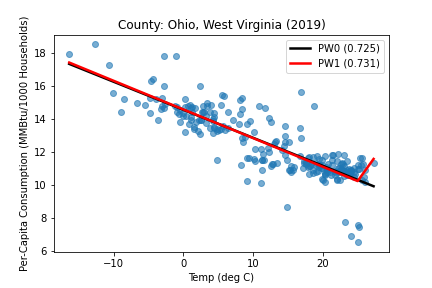 County: Ohio, West Virginia (2019)
PW0 (0.725)
PW1 (0.731)
Per-Capita Consumption (MMBtu/1000 Households)
18
16
14
12
10
8
6
−10 0 10 20
Temp (deg C)